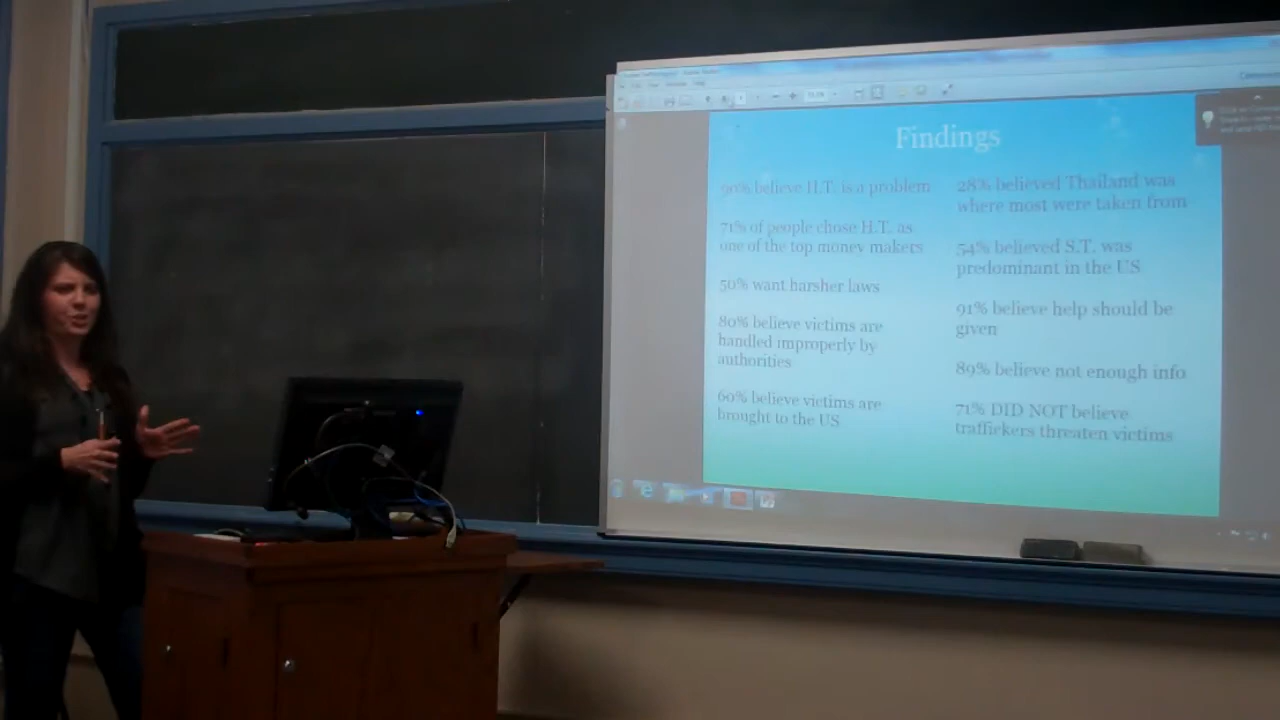 Findings
90% believe H.T. is a problem
71% of people chose H.T. as
one of the top money makers
50% want harsher laws
80% believe victims are
handled improperly by
authorities
60% believe victims are
brought to the US
28% believed Thailand was
where most were taken from
54% believed S.T. was
predominant in the US
91% believe help should be
given
89% believe not enough info
71% DID NOT believe
traffickers threaten victims